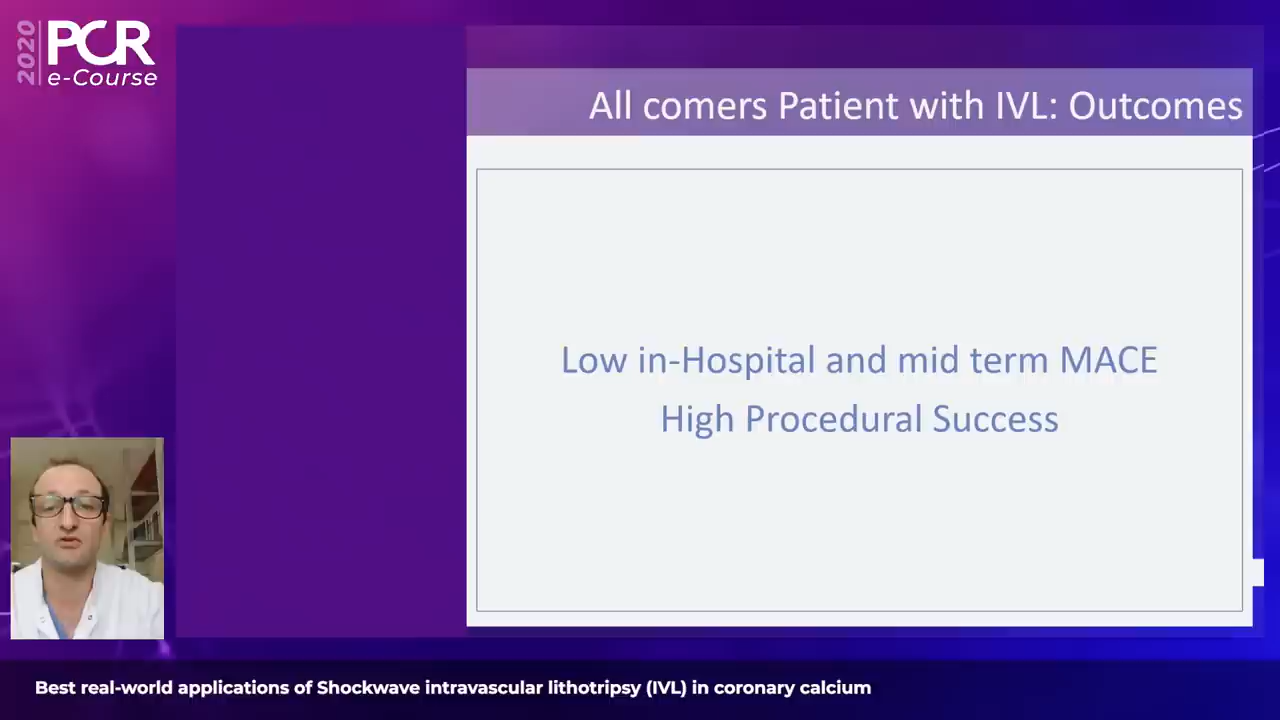 2020
PCR
e-Course
All comers Patient with IVL: Outcomes
Low in-Hospital and mid term MACE
High Procedural Success
Best real-world applications of Shockwave intravascular lithotripsy (IVL) in coronary calcium